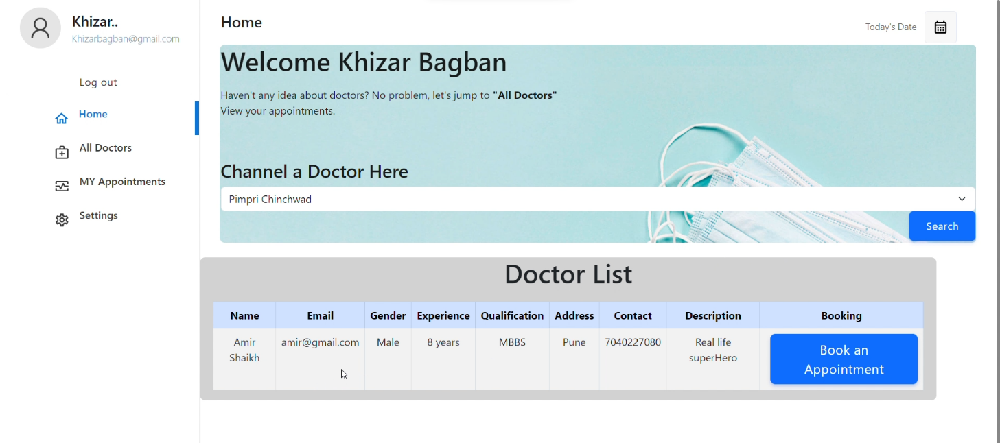 Khizar..
Khizarbagban@gmail.com
Log out
Home
All Doctors
MY Appointments
Settings
Home
Today's Date
Welcome Khizar Bagban
Haven't any idea about doctors? No problem, let's jump to "All Doctors"
View your appointments.
Channel a Doctor Here
Pimpri Chinchwad
Search
Doctor List
Name Email Gender Experience Qualification Address Contact Description Booking
Amir Shaikh amir@gmail.com Male 8 years MBBS Pune 7040227080 Real life superHero Book an Appointment